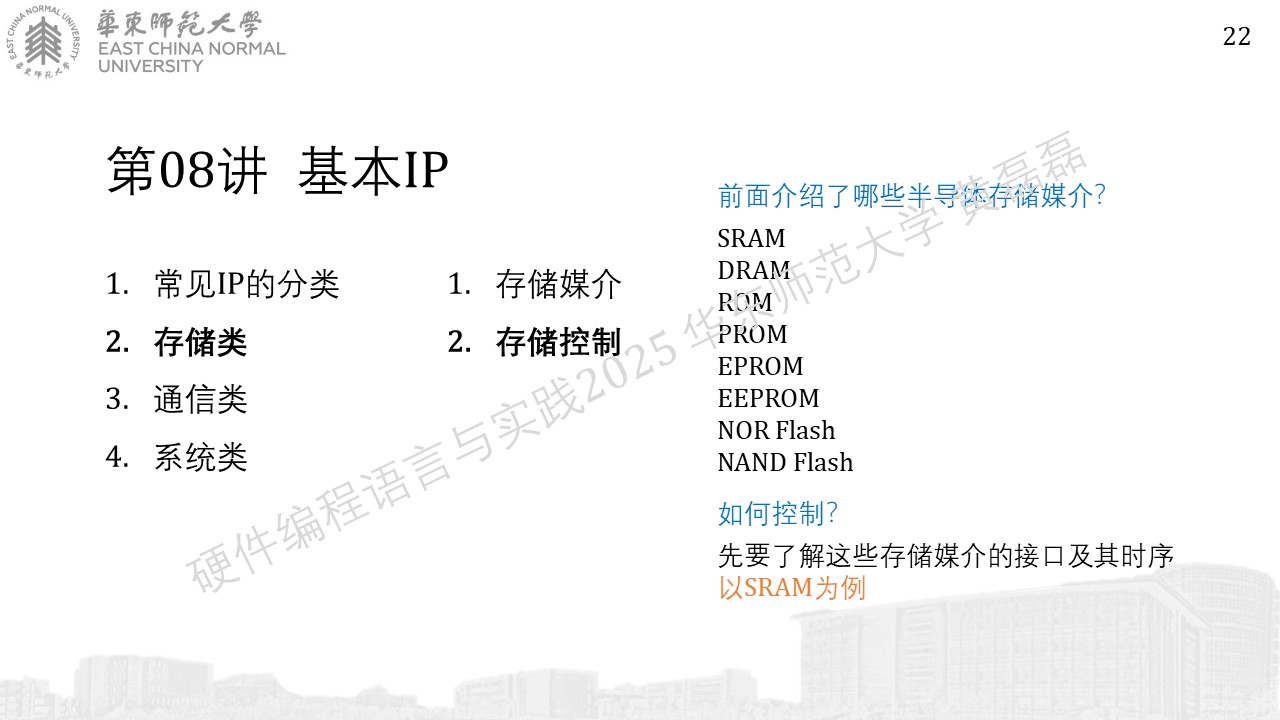 華東師範大學
EAST CHINA NORMAL
UNIVERSITY
EAST CHINA NORMAL UNIVERSITY
華東师范大学
22
第08讲 基本IP
1. 常见IP的分类
2. 存储类
3. 通信类
4. 系统类
1. 存储媒介
2. 存储控制
前面介绍了哪些半导体存储媒介?
SRAM
DRAM
ROM
PROM
EPROM
EEPROM
NOR Flash
NAND Flash
如何控制?
先要了解这些存储媒介的接口及其时序
以SRAM为例
硬件编程语言与实践2025 华东师范大学 黄磊磊